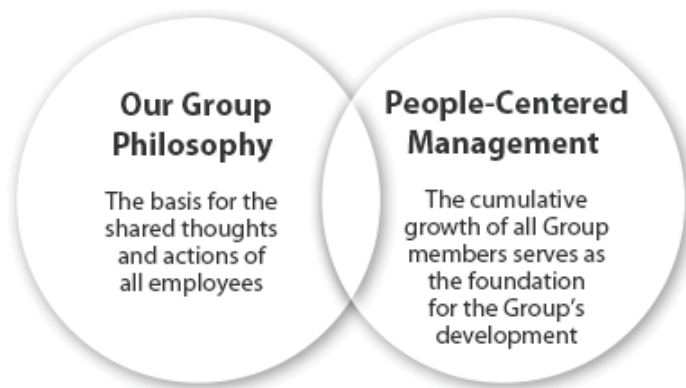 Our Group
Philosophy
The basis for the
shared thoughts
and actions of
all employees
People-Centered
Management
The cumulative
growth of all Group
members serves as
the foundation
for the Group’s
development